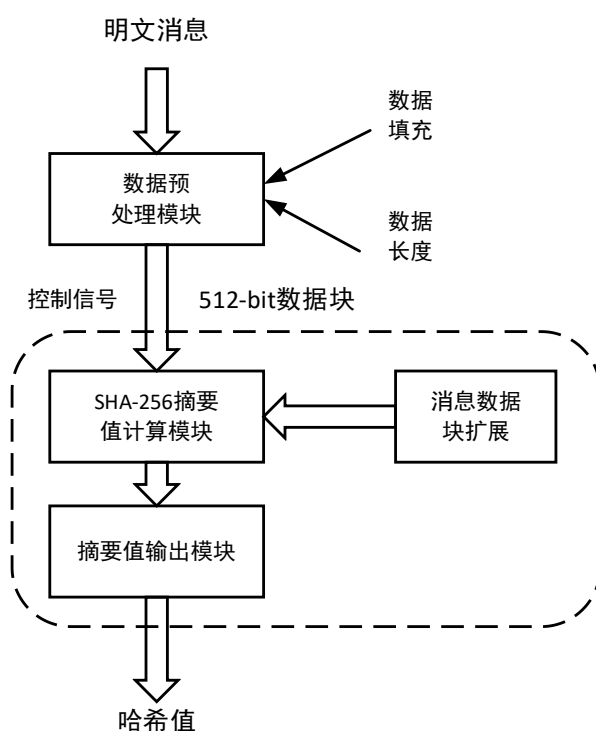 明文消息
数据
填充
数据预
处理模块
数据
长度
控制信号
512-bit数据块
SHA-256摘要
值计算模块
消息数据
块扩展
摘要值输出模块
哈希值